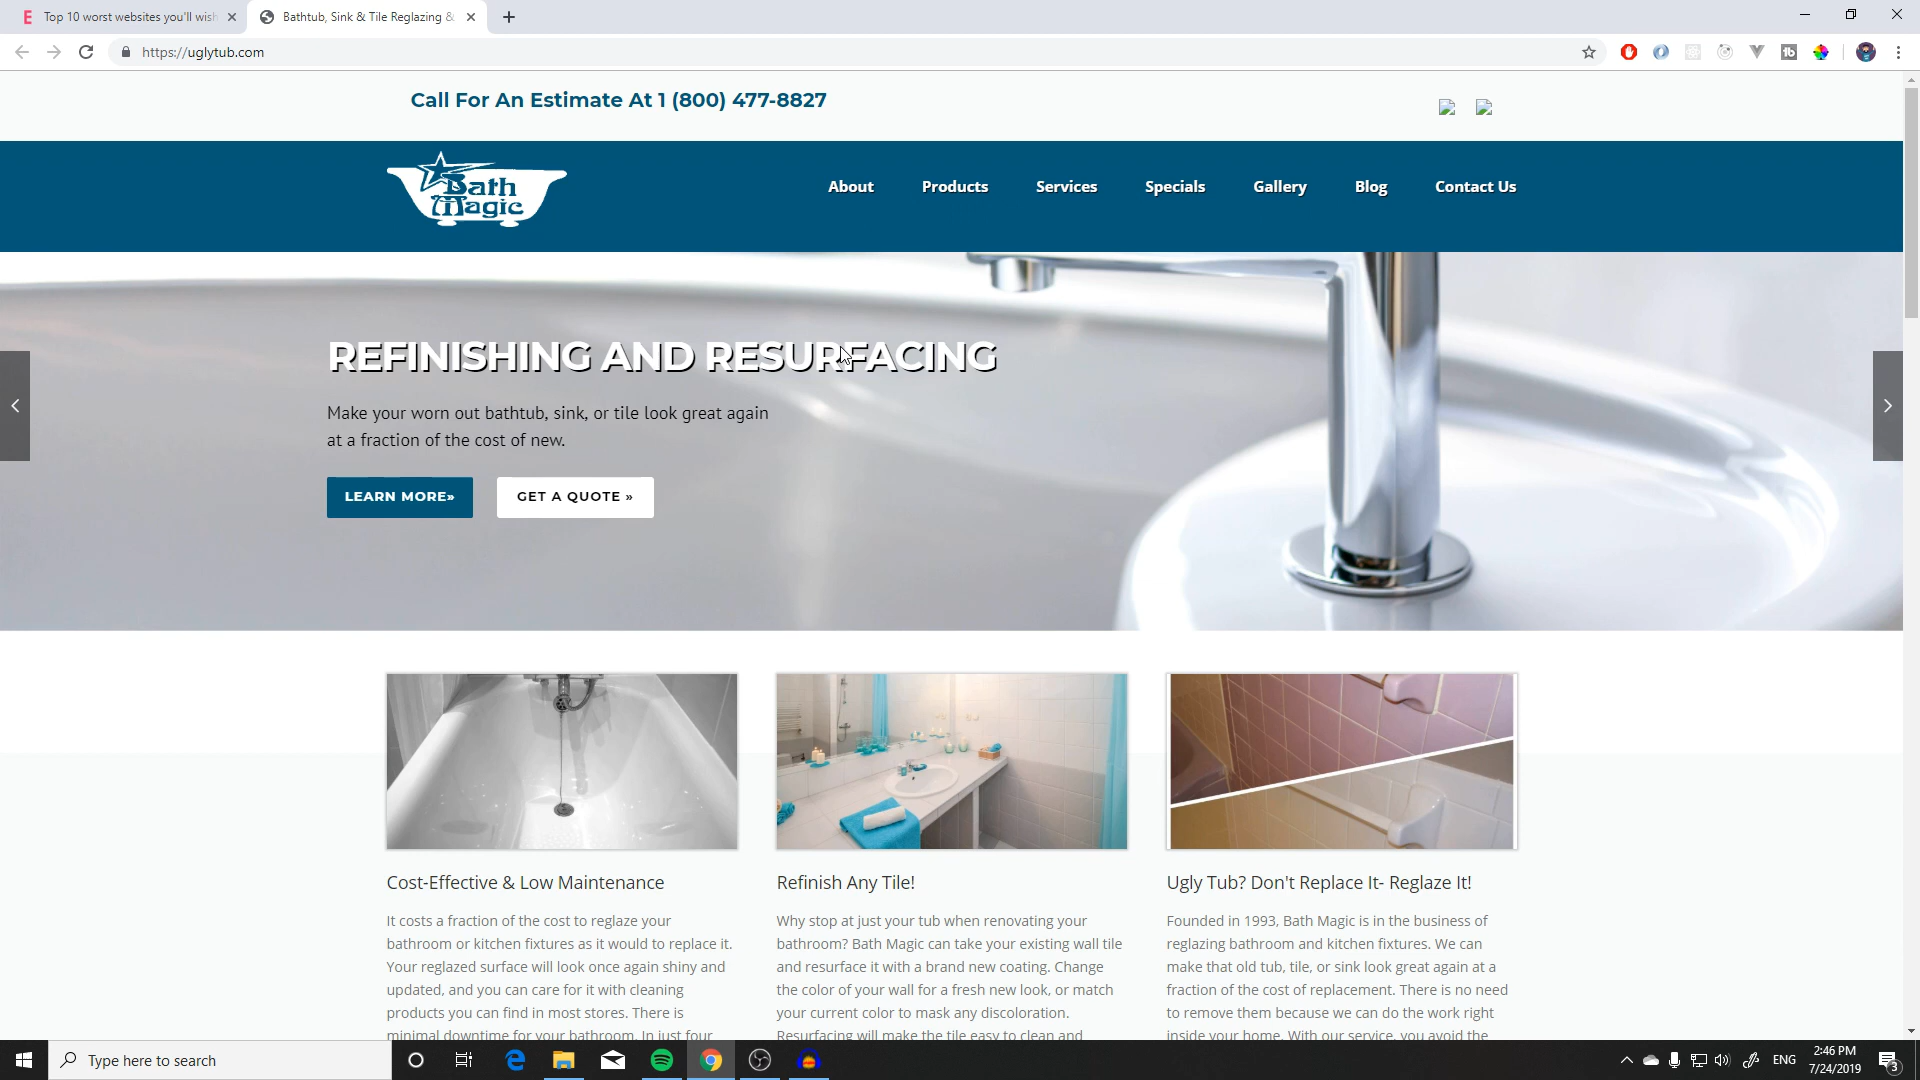 Top 10 worst websites you'll wish
Bathtub, Sink & Tile Reglazing &
https://uglytub.com
Call For An Estimate At 1 (800) 477-8827
Bath
Magic
About
Products
Services
Specials
Gallery
Blog
Contact Us
REFINISHING AND RESURFACING
Make your worn out bathtub, sink, or tile look great again
at a fraction of the cost of new.
LEARN MORE»
GET A QUOTE »
Cost-Effective & Low Maintenance
It costs a fraction of the cost to reglaze your
bathroom or kitchen fixtures as it would to replace it.
Your reglazed surface will look once again shiny and
updated, and you can care for it with cleaning
products you can find in most stores. There is
minimal downtime for your bathroom. In just four
Refinish Any Tile!
Why stop at just your tub when renovating your
bathroom? Bath Magic can take your existing wall tile
and resurface it with a brand new coating. Change
the color of your wall for a fresh new look, or match
your current color to mask any discoloration.
Resurfacing will make the tile easy to clean and
Ugly Tub? Don't Replace It- Reglaze It!
Founded in 1993, Bath Magic is in the business of
reglazing bathroom and kitchen fixtures. We can
make that old tub, tile, or sink look great again at a
fraction of the cost of replacement. There is no need
to remove them because we can do the work right
inside your home. With our service, you avoid the
Type here to search
ENG
2:46 PM
7/24/2019
3